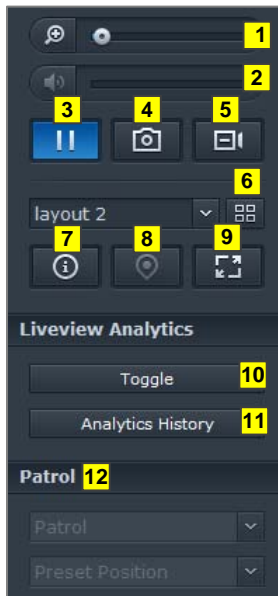 1
2
3 4 5
6
layout 2
7 8 9
Liveview Analytics
Toggle 10
Analytics History 11
Patrol 12
Patrol
Preset Position